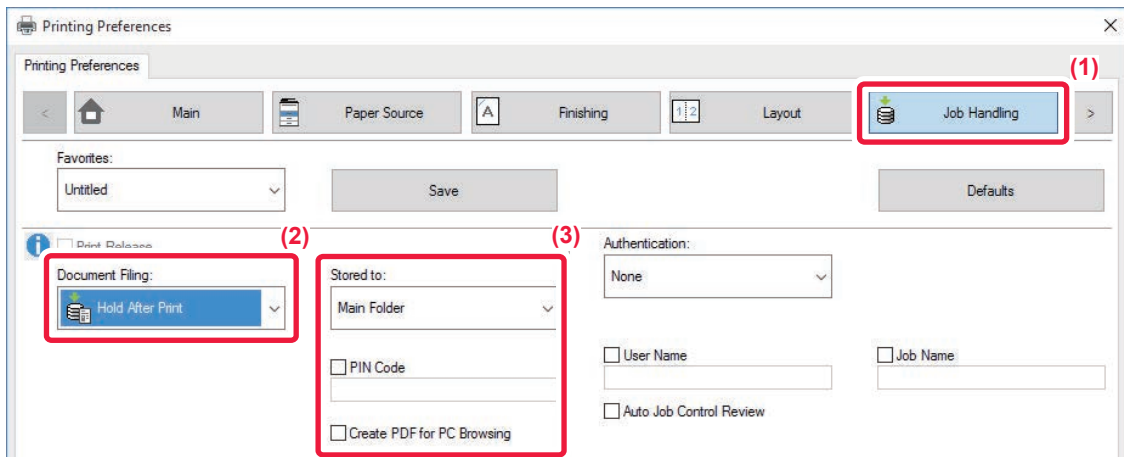 Printing Preferences
Printing Preferences
(1)
< Main Paper Source A Finishing 1 2 Layout Job Handling >
Favorites:
Untitled Save Defaults
Print Release
(2) (3) Authentication:
Document Filing: Stored to: None
Hold After Print Main Folder
User Name Job Name
PIN Code
Auto Job Control Review
Create PDF for PC Browsing